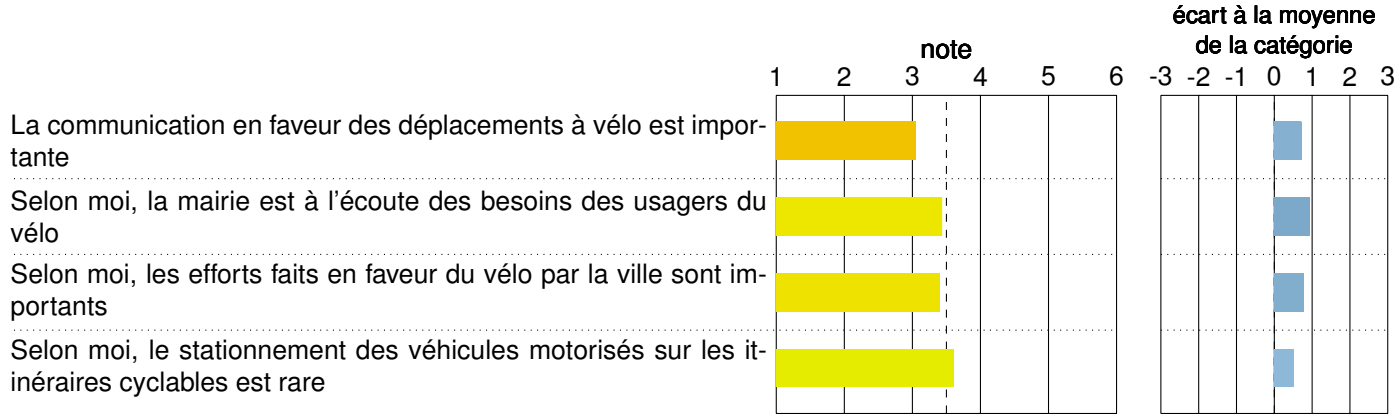 écart à la moyenne
de la catégorie
note
1 2 3 4 5 6
-3 -2 -1 0 1 2 3
La communication en faveur des déplacements à vélo est impor-
tante
Selon moi, la mairie est à l'écoute des besoins des usagers du
vélo
Selon moi, les efforts faits en faveur du vélo par la ville sont im-
portants
Selon moi, le stationnement des véhicules motorisés sur les it-
inéraires cyclables est rare